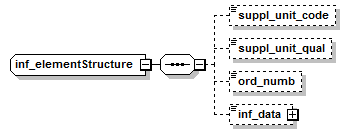 suppl_unit_code
suppl_unit_qual
inf_elementStructure
ord_numb
inf_data